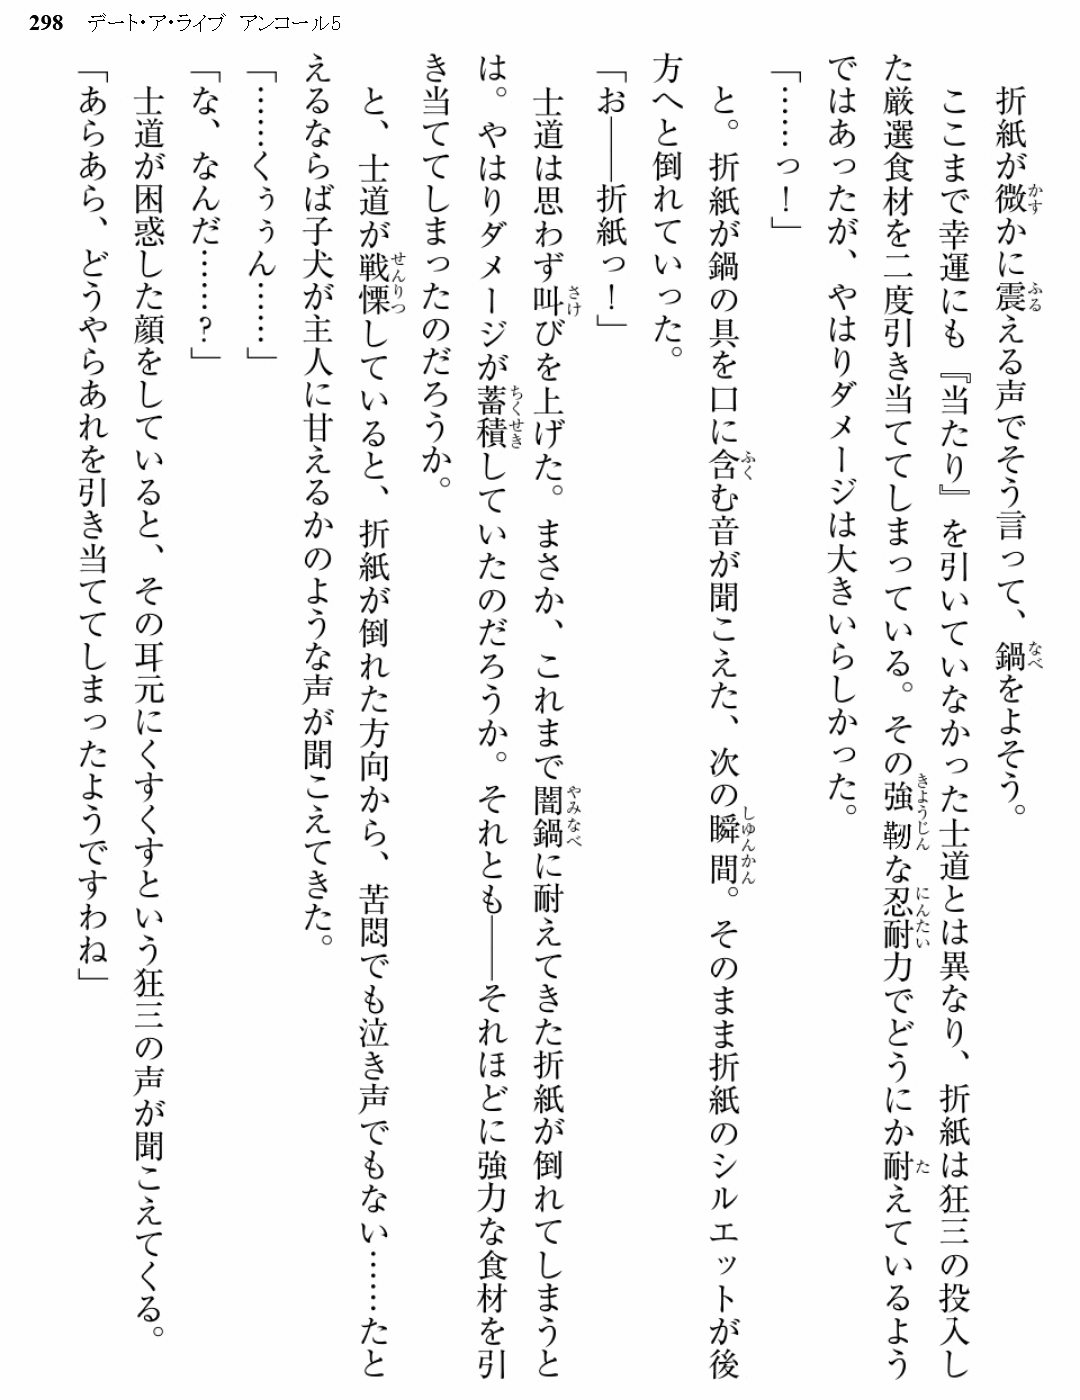 298　デート・ア・ライブ　アンコール5
　折紙が微かに震える声でそう言って、鍋をよそう。
　ここまで幸運にも『当たり』を引いていなかった士道とは異なり、折紙は狂三の投入し
た厳選食材を二度引き当ててしまっている。その強靭な忍耐力でどうにか耐えているよう
ではあったが、やはりダメージは大きいらしかった。
「……っ！」
　と。折紙が鍋の具を口に含む音が聞こえた、次の瞬間。そのまま折紙のシルエットが後
方へと倒れていった。
「お――折紙っ！」
　士道は思わず叫びを上げた。まさか、これまで闇鍋に耐えてきた折紙が倒れてしまうと
は。やはりダメージが蓄積していたのだろうか。それとも――それほどに強力な食材を引
き当ててしまったのだろうか。
　と、士道が戦慄していると、折紙が倒れた方向から、苦悶でも泣き声でもない……たと
えるならば子犬が主人に甘えるかのような声が聞こえてきた。
「……くぅぅん……」
「な、なんだ……？」
　士道が困惑した顔をしていると、その耳元にくすくすという狂三の声が聞こえてくる。
「あらあら、どうやらあれを引き当ててしまったようですわね」